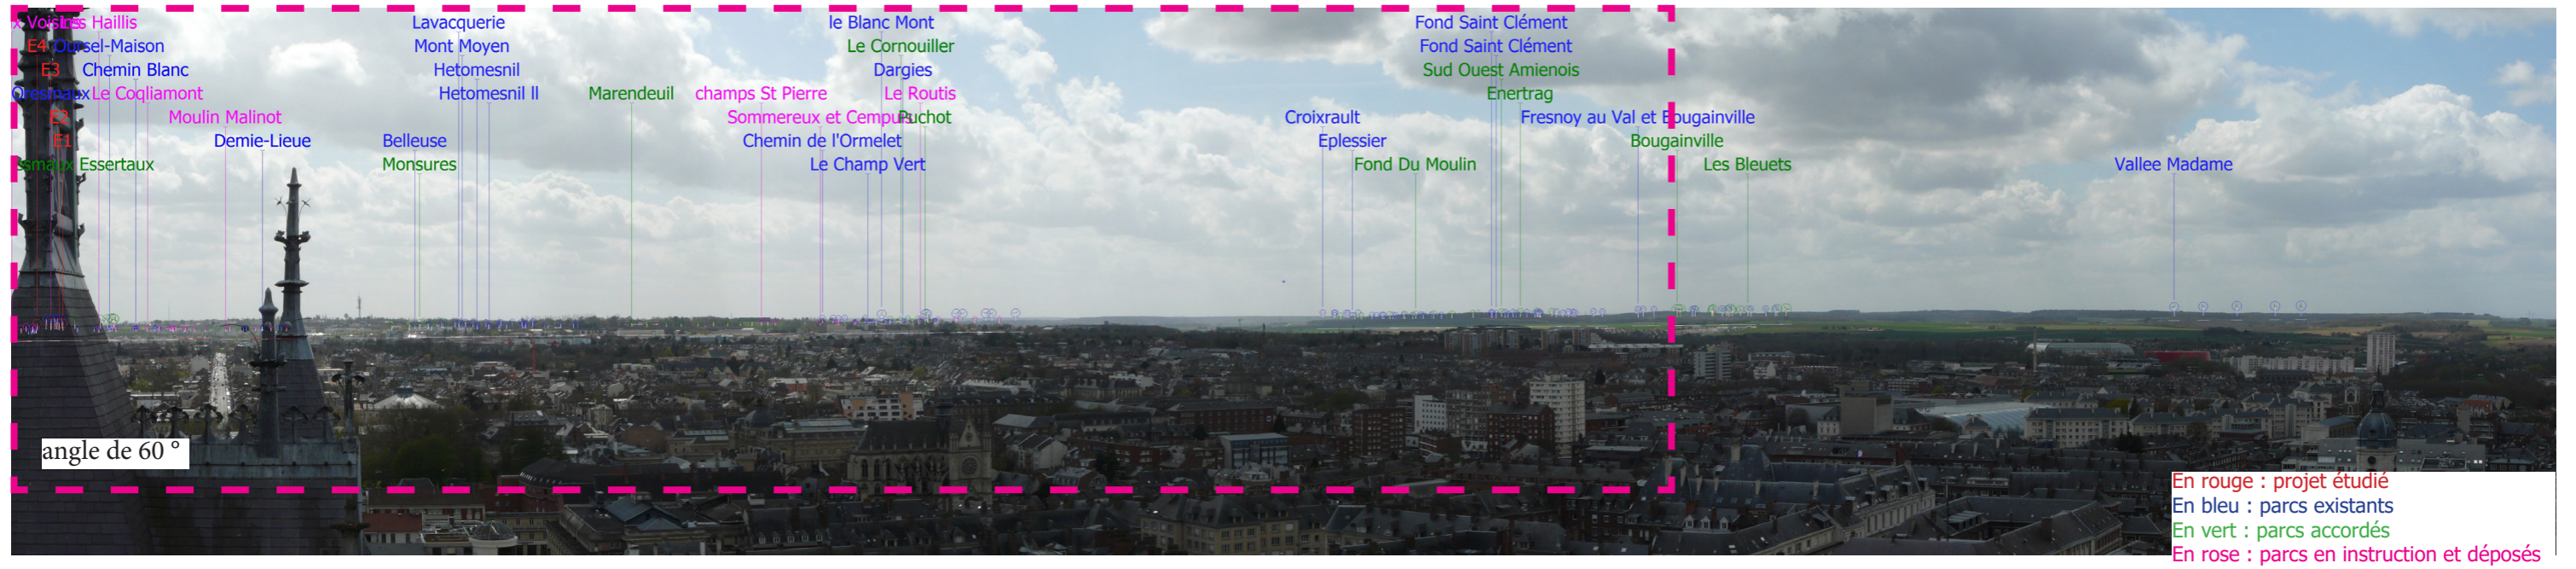 Voisins Les Haillis Lavacquerie le Blanc Mont Fond Saint Clément
E4 Oursel-Maison Mont Moyen Le Cornouiller Fond Saint Clément
E3 Chemin Blanc Hetomesnil Dargies Sud Ouest Amienois
Oresmaux Le Coqliamont Hetomesnil II Marendeuil champs St Pierre Le Routis Enertrag
E2 Moulin Malinot Sommereux et Cempuis Puchot Croixrault Fresnoy au Val et Bougainville
E1 Demie-Lieue Belleuse Chemin de l'Ormelet Eplessier Bougainville
Essertaux Monsures Le Champ Vert Fond Du Moulin Les Bleuets Vallee Madame
angle de 60 °
En rouge : projet étudié
En bleu : parcs existants
En vert : parcs accordés
En rose : parcs en instruction et déposés